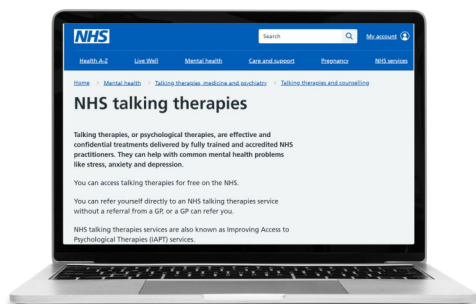 NHS
Search
My account
Health A-Z Live Well Mental health Care and support Pregnancy NHS services
Home Mental health Talking therapies, medicine and psychiatry Talking therapies and counselling
NHS talking therapies
Talking therapies, or psychological therapies, are effective and
confidential treatments delivered by fully trained and accredited NHS
practitioners. They can help with common mental health problems
like stress, anxiety and depression.
You can access talking therapies for free on the NHS.
You can refer yourself directly to an NHS talking therapies service
without a referral from a GP, or a GP can refer you.
NHS talking therapies services are also known as Improving Access to
Psychological Therapies (IAPT) services.